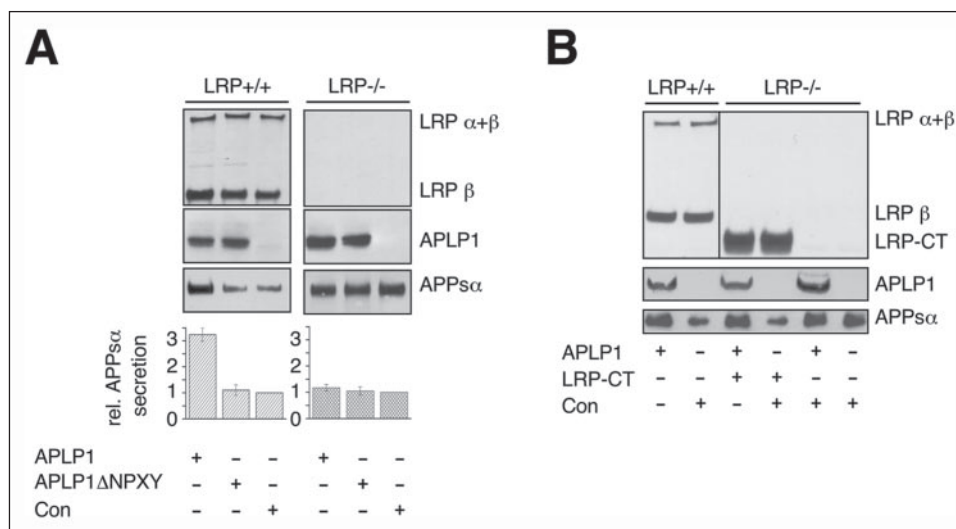 A
LRP+/+ LRP-/-
LRP α+β
LRP β
APLP1
APPsα
rel. APPsα
secretion
3
2
1
0
3
2
1
0
APLP1 + – – + – –
APLP1ΔNPXY – + – – + –
Con – – + – – +
B
LRP+/+ LRP-/-
LRP α+β
LRP β
LRP-CT
APLP1
APPsα
APLP1 + – + – + –
LRP-CT – – + + – –
Con – + – + + +